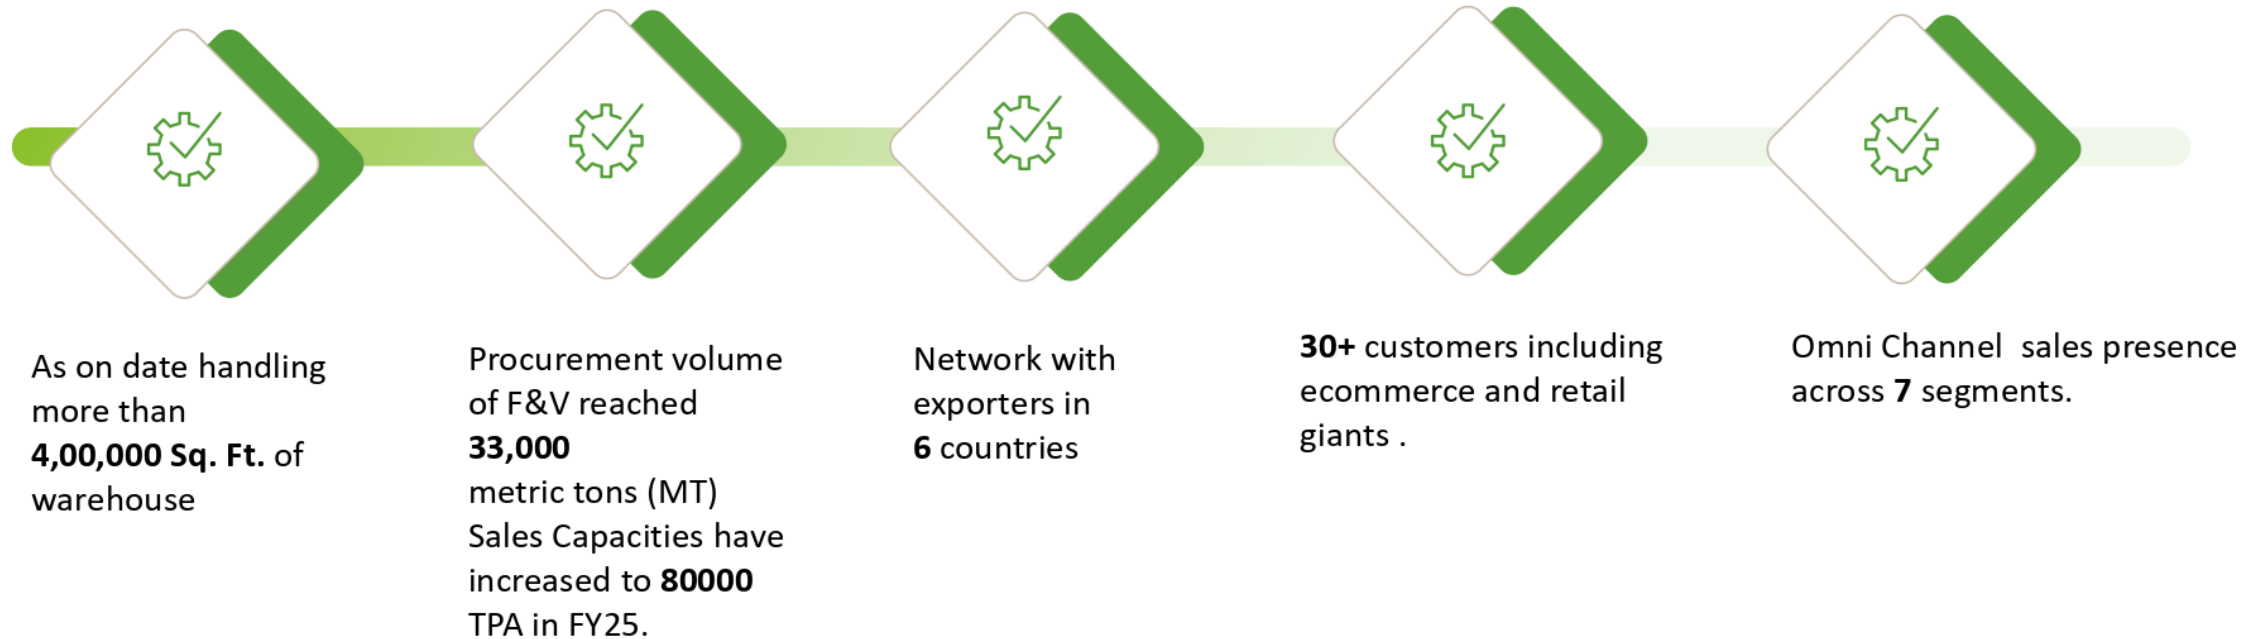 As on date handling
more than
4,00,000 Sq. Ft. of
warehouse
Procurement volume
of F&V reached
33,000
metric tons (MT)
Sales Capacities have
increased to 80000
TPA in FY25.
Network with
exporters in
6 countries
30+ customers including
ecommerce and retail
giants .
Omni Channel  sales presence
across 7 segments.